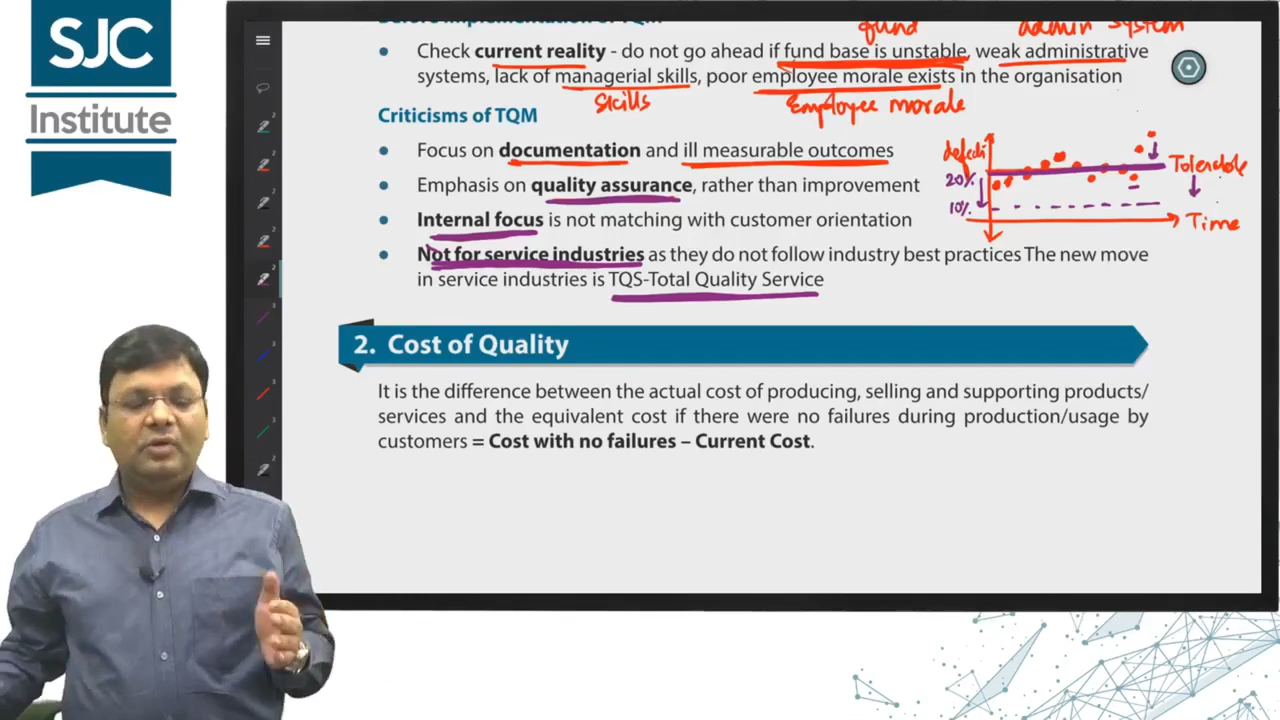 SJC
Institute
Before Implementation of TQM
fund
admin system
Check current reality - do not go ahead if fund base is unstable, weak administrative
systems, lack of managerial skills, poor employee morale exists in the organisation
skills
Employee morale
Criticisms of TQM
Focus on documentation and ill measurable outcomes
Emphasis on quality assurance, rather than improvement
Internal focus is not matching with customer orientation
Not for service industries as they do not follow industry best practices The new move
in service industries is TQS-Total Quality Service
20%
10%
Tolerable
Time
2. Cost of Quality
It is the difference between the actual cost of producing, selling and supporting products/
services and the equivalent cost if there were no failures during production/usage by
customers = Cost with no failures – Current Cost.